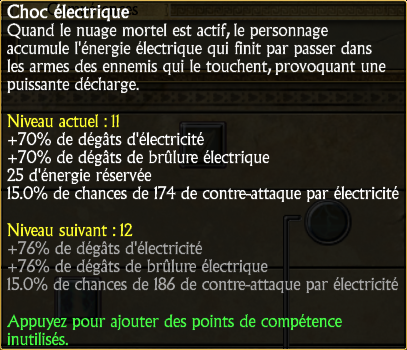 Choc électrique
Quand le nuage mortel est actif, le personnage
accumule l'énergie électrique qui finit par passer dans
les armes des ennemis qui le touchent, provoquant une
puissante décharge.
Niveau actuel : 11
+70% de dégâts d'électricité
+70% de dégâts de brûlure électrique
25 d'énergie réservée
15.0% de chances de 174 de contre-attaque par électricité
Niveau suivant : 12
+76% de dégâts d'électricité
+76% de dégâts de brûlure électrique
15.0% de chances de 186 de contre-attaque par électricité
Appuyez pour ajouter des points de compétence
inutilisés.